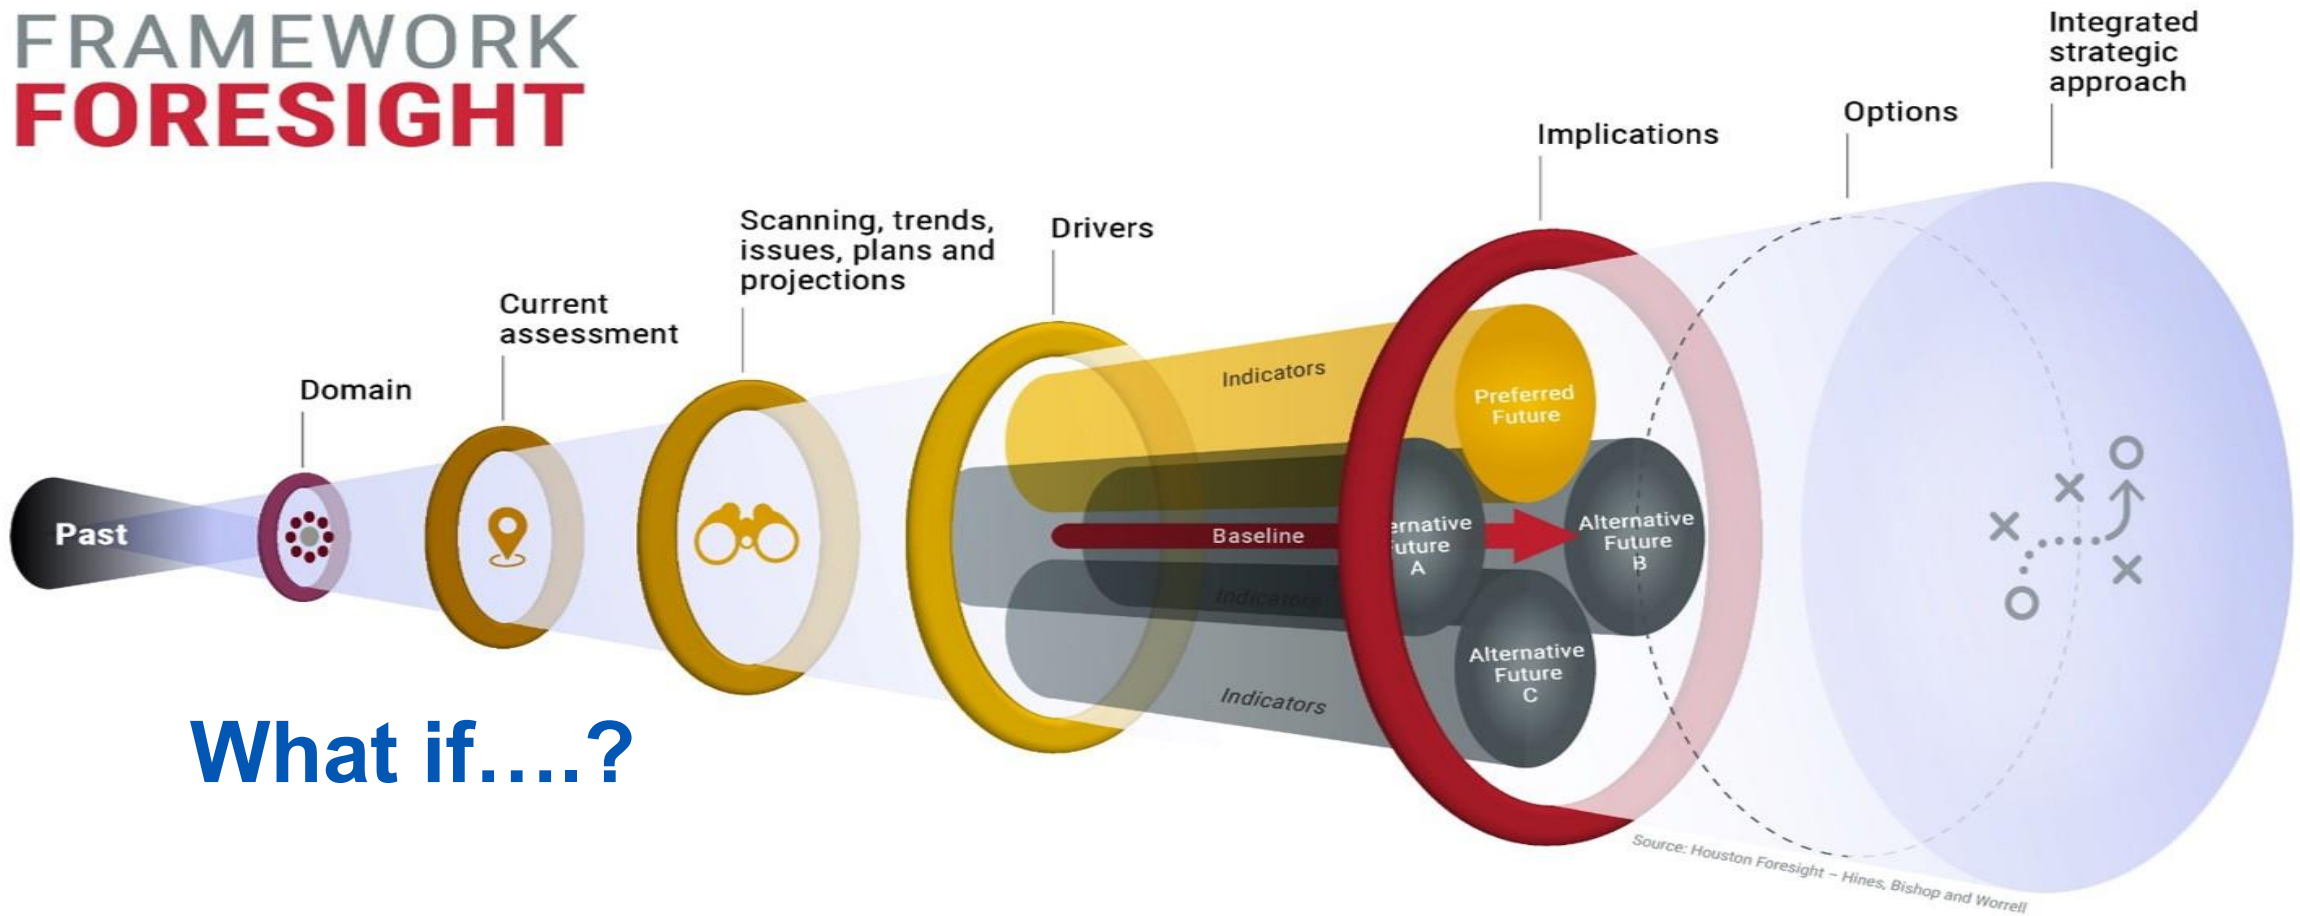 FRAMEWORK
FORESIGHT
Integrated
strategic
approach
Options
Implications
Scanning, trends,
issues, plans and
projections
Drivers
Current
assessment
Domain
Past
Indicators
Preferred
Future
Baseline
ernative
uture
A
Alternative
Future
B
Indicators
Alternative
Future
C
Indicators
What if....?
Source: Houston Foresight – Hines, Bishop and Worrell